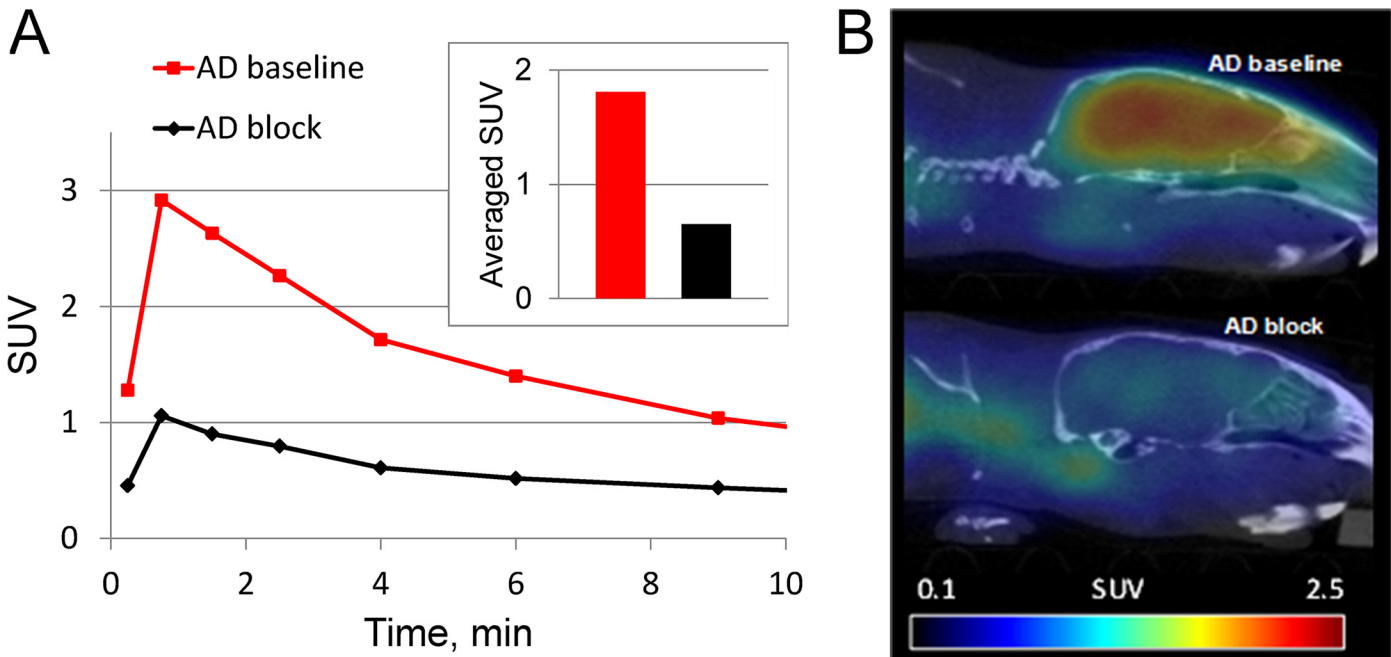 A
AD baseline
AD block
SUV
3
2
1
0
0 2 4 6 8 10
Time, min
Averaged SUV
2
1
0
B
AD baseline
AD block
0.1 SUV 2.5